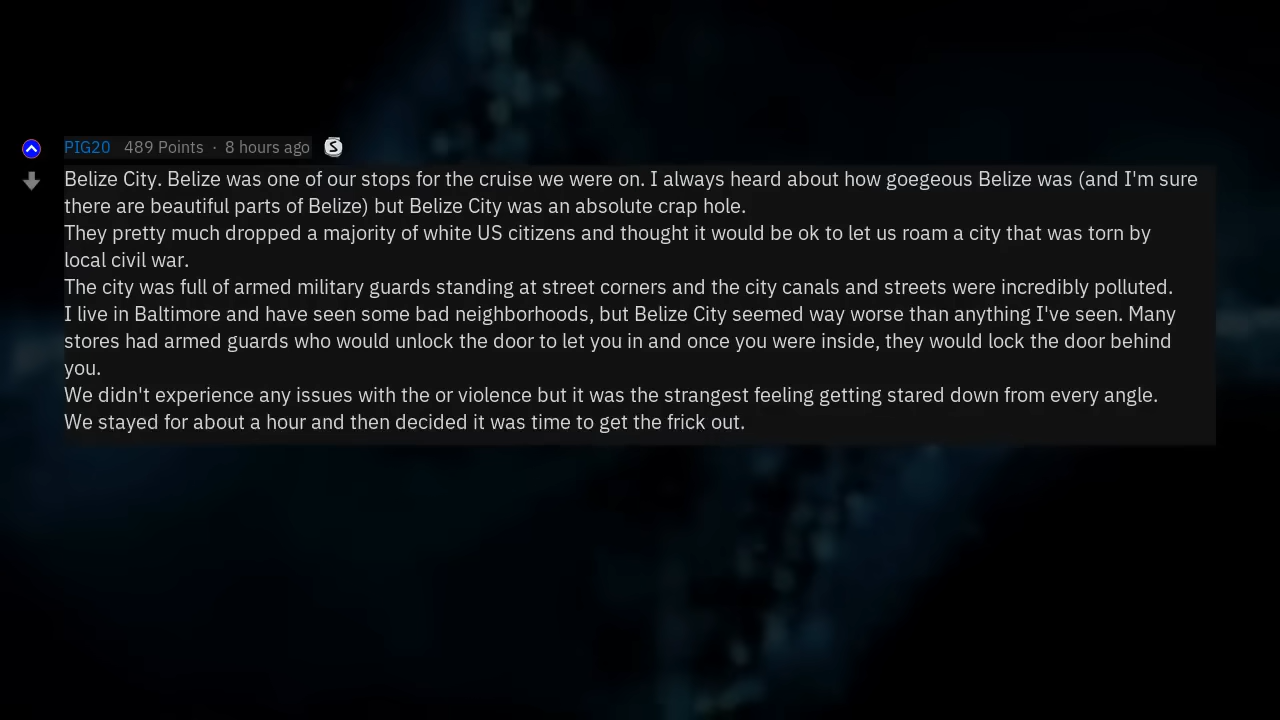 PIG20 489 Points · 8 hours ago S
Belize City. Belize was one of our stops for the cruise we were on. I always heard about how goegeous Belize was (and I'm sure
there are beautiful parts of Belize) but Belize City was an absolute crap hole.
They pretty much dropped a majority of white US citizens and thought it would be ok to let us roam a city that was torn by
local civil war.
The city was full of armed military guards standing at street corners and the city canals and streets were incredibly polluted.
I live in Baltimore and have seen some bad neighborhoods, but Belize City seemed way worse than anything I've seen. Many
stores had armed guards who would unlock the door to let you in and once you were inside, they would lock the door behind
you.
We didn't experience any issues with the or violence but it was the strangest feeling getting stared down from every angle.
We stayed for about a hour and then decided it was time to get the frick out.